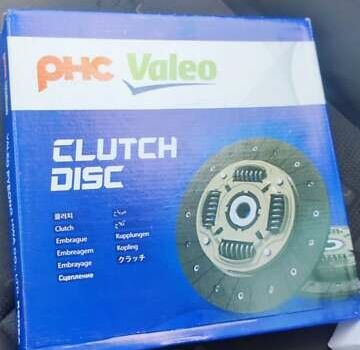 PHC Valeo
CLUTCH
DISC
클러치
Clutch
Kupplungen
Embrague
Kopling
Embreagem
クラッチ
Embrayage
Сцепление